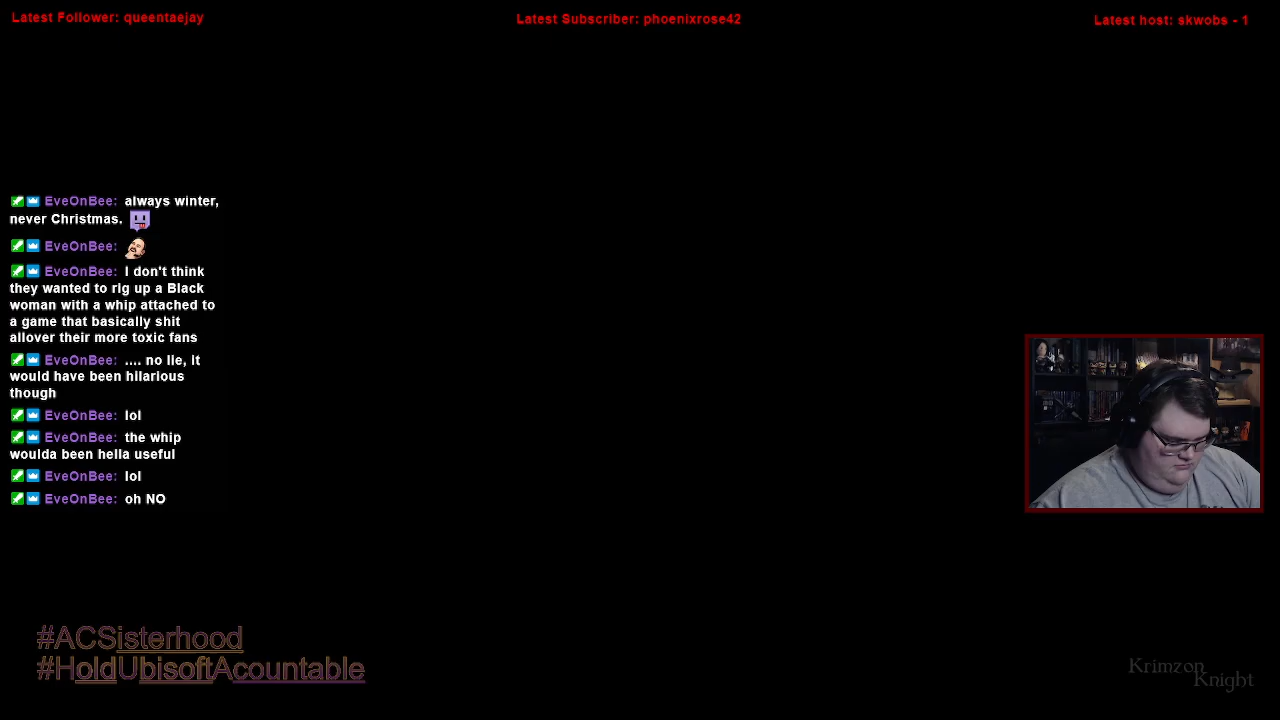 Latest Follower: queentaejay
Latest Subscriber: phoenixrose42
Latest host: skwobs - 1
EveOnBee: always winter,
never Christmas.
EveOnBee:
EveOnBee: I don't think
they wanted to rig up a Black
woman with a whip attached to
a game that basically shit
allover their more toxic fans
EveOnBee: .... no lie, it
would have been hilarious
though
EveOnBee: lol
EveOnBee: the whip
woulda been hella useful
EveOnBee: lol
EveOnBee: oh NO
#ACSisterhood
#HoldUbisoftAcountable
Krimzon
Knight